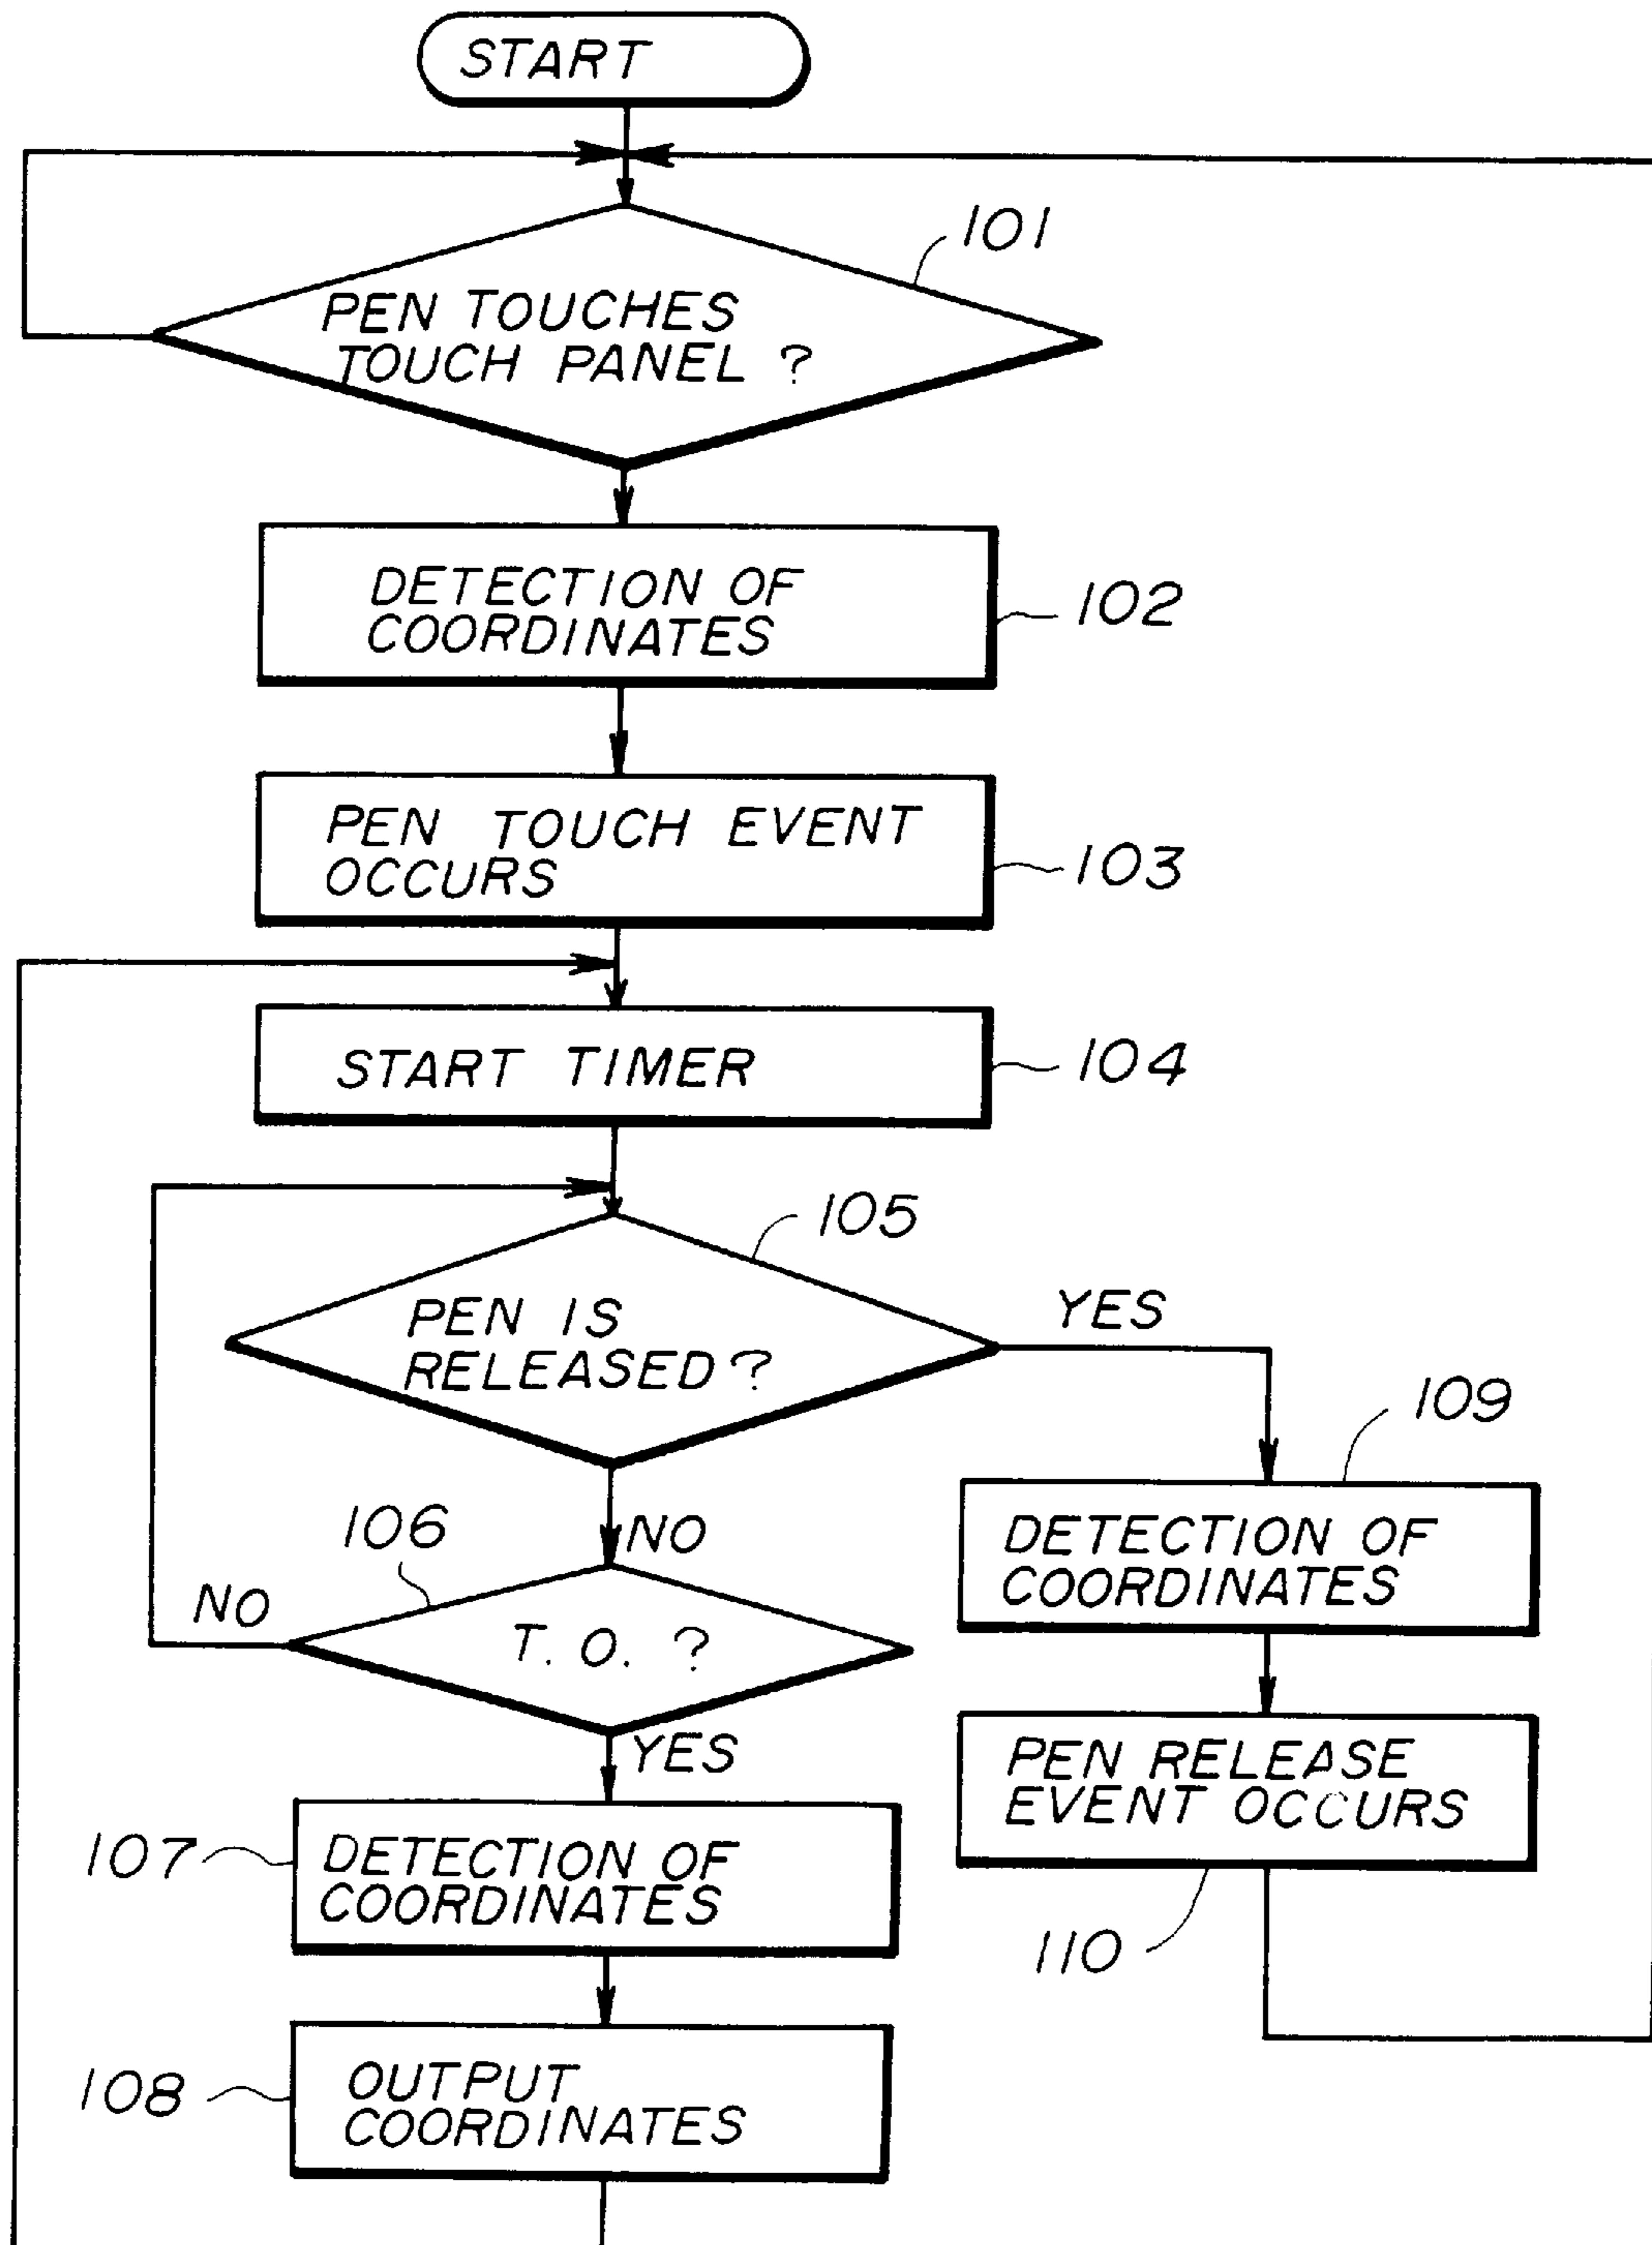 START
101
PEN TOUCHES
TOUCH PANEL ?
DETECTION OF
COORDINATES
102
PEN TOUCH EVENT
OCCURS
103
START TIMER
104
105
PEN IS
RELEASED ?
YES
109
NO
DETECTION OF
COORDINATES
106
NO
T. O. ?
YES
PEN RELEASE
EVENT OCCURS
107
DETECTION OF
COORDINATES
110
108
OUTPUT
COORDINATES